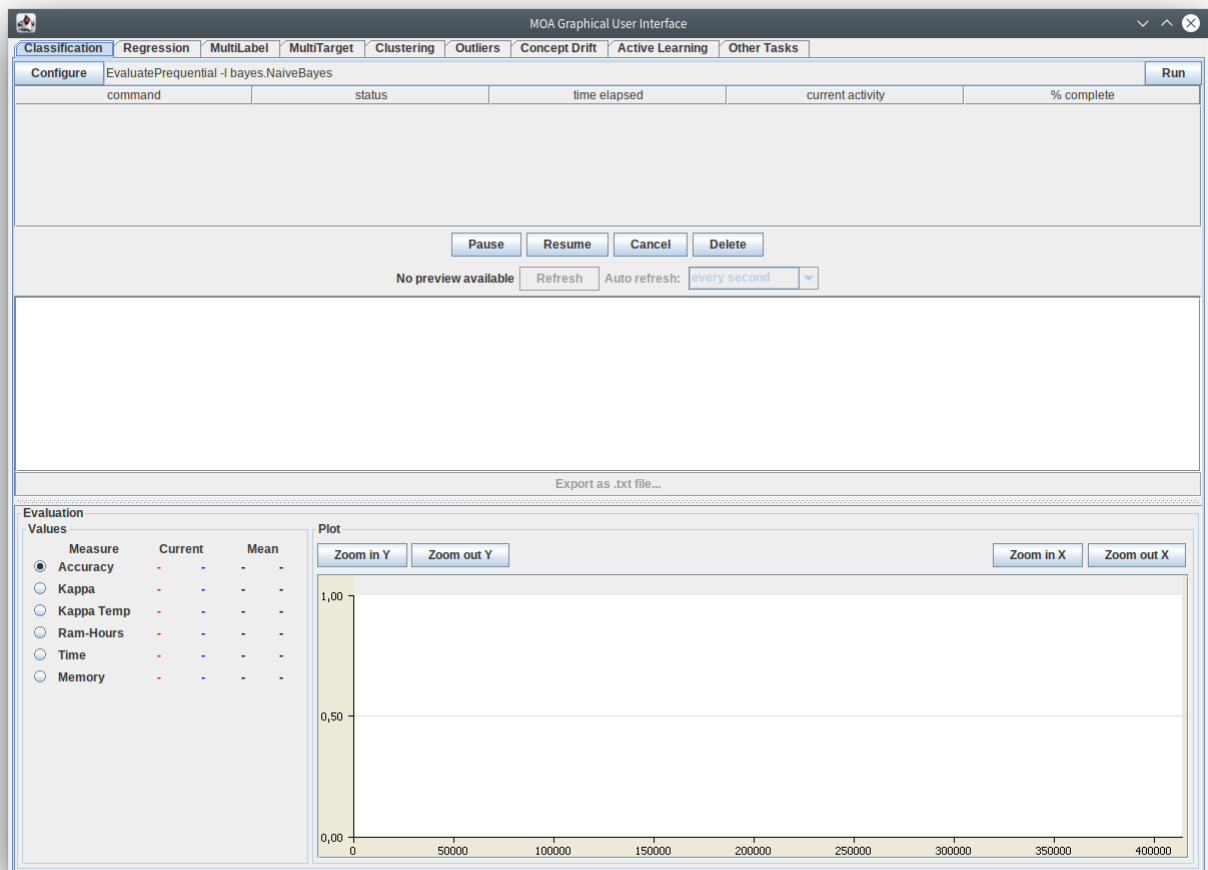 MOA Graphical User Interface
Classification Regression MultiLabel MultiTarget Clustering Outliers Concept Drift Active Learning Other Tasks
Configure EvaluatePrequential -l bayes.NaiveBayes Run
command status time elapsed current activity % complete
Pause Resume Cancel Delete
No preview available Refresh Auto refresh: every second
Export as .txt file...
Evaluation
Values Plot
Measure Current Mean
Zoom in Y Zoom out Y Zoom in X Zoom out X
Accuracy - - - -
Kappa - - - -
Kappa Temp - - - -
Ram-Hours - - - -
Time - - - -
Memory - - - -
1,00
0,50
0,00
0 50000 100000 150000 200000 250000 300000 350000 400000